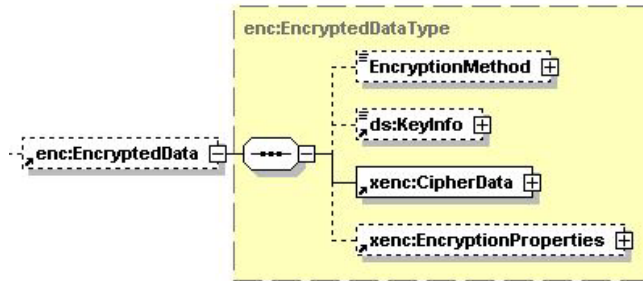 enc:EncryptedDataType
EncryptionMethod
ds:KeyInfo
enc:EncryptedData
xenc:CipherData
xenc:EncryptionProperties